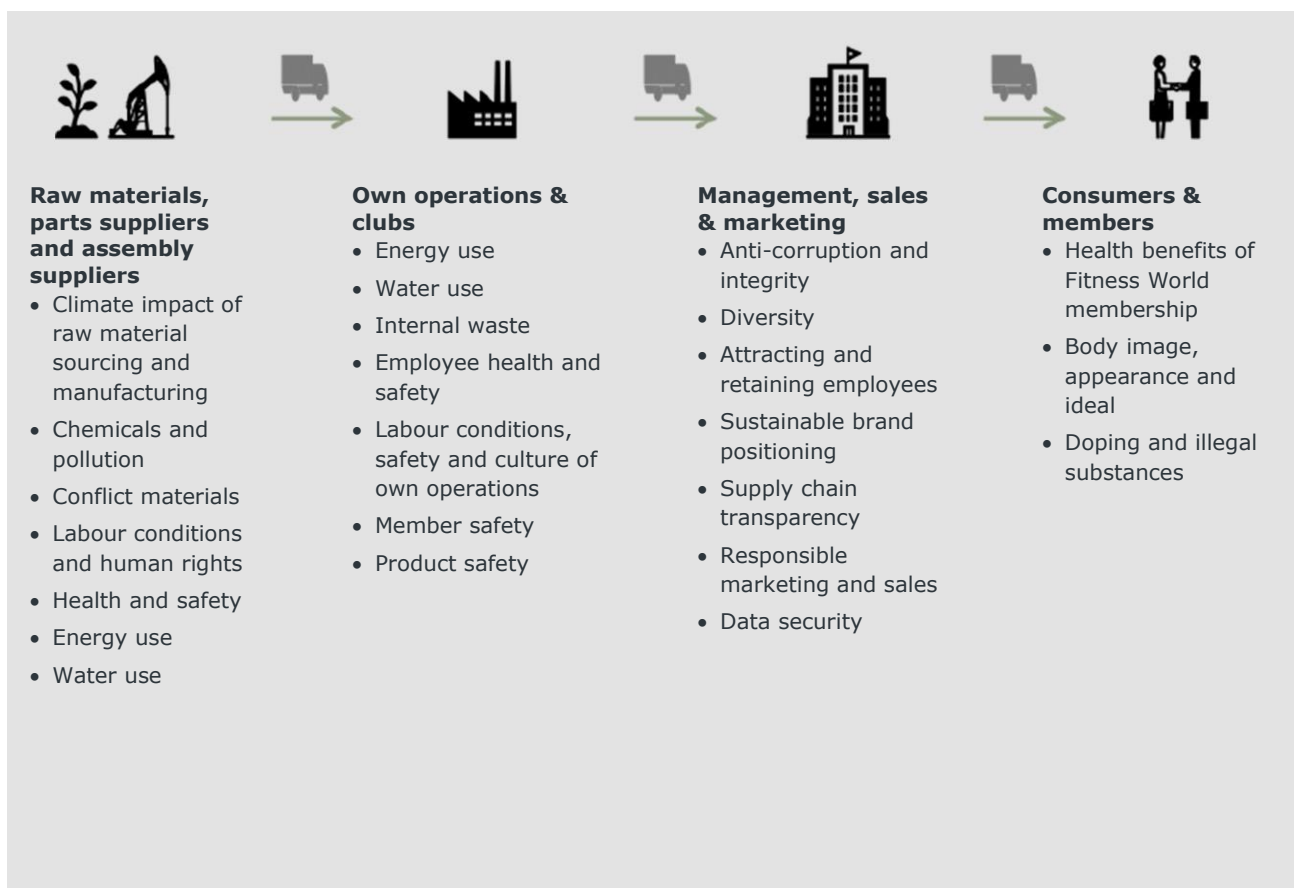 Raw materials,
parts suppliers
and assembly
suppliers
• Climate impact of
raw material
sourcing and
manufacturing
• Chemicals and
pollution
• Conflict materials
• Labour conditions
and human rights
• Health and safety
• Energy use
• Water use
Own operations &
clubs
• Energy use
• Water use
• Internal waste
• Employee health and
safety
• Labour conditions,
safety and culture of
own operations
• Member safety
• Product safety
Management, sales
& marketing
• Anti-corruption and
integrity
• Diversity
• Attracting and
retaining employees
• Sustainable brand
positioning
• Supply chain
transparency
• Responsible
marketing and sales
• Data security
Consumers &
members
• Health benefits of
Fitness World
membership
• Body image,
appearance and
ideal
• Doping and illegal
substances